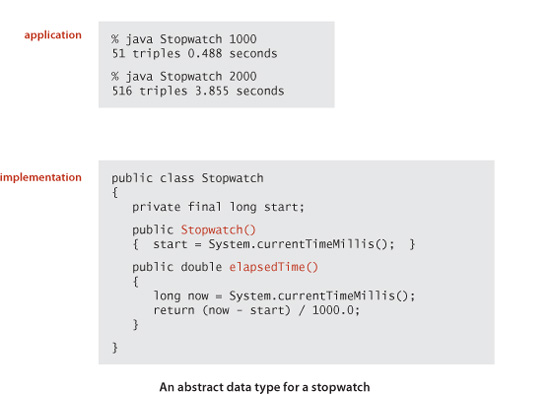 application
% java Stopwatch 1000
51 triples 0.488 seconds
% java Stopwatch 2000
516 triples 3.855 seconds
implementation
public class Stopwatch
{
private final long start;
public Stopwatch()
{ start = System.currentTimeMillis(); }
public double elapsedTime()
{
long now = System.currentTimeMillis();
return (now - start) / 1000.0;
}
}
An abstract data type for a stopwatch